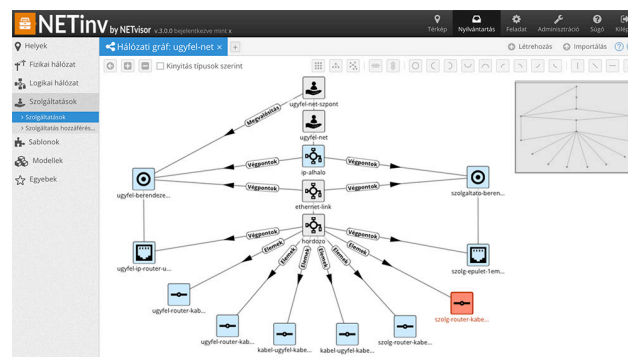 NETinv by NETvisor v.3.0.0 bejelentkezve mint x
Térkép Nyilvántartás Feladat Adminisztráció Súgó Kilép
Helyek
Fizikai hálózat
Logikai hálózat
Szolgáltatások
> Szolgáltatások
> Szolgáltatás hozzáférés...
Sablonok
Modellek
Egyebek
Hálózati gráf: ugyfel-net ×
Létrehozás Importálás
Kinyitás típusok szerint
ugyfel-net-szpont
Megvalósítás
ugyfel-net
ip-alhalo
Végpontok Végpontok
ugyfel-berendeze... szolgaltato-beren...
Végpontok Végpontok
ethernet-link
hordozo
Végpontok Végpontok
ugyfel-ip-router-u... szolg-epulet-1em...
Elemek Elemek Elemek Elemek Elemek Elemek
ugyfel-router-kab...
szolg-router-kabe...
ugyfel-router-kab... kabel-ugyfel-kabe... kabel-ugyfel-kabe... szolg-router-kabe...